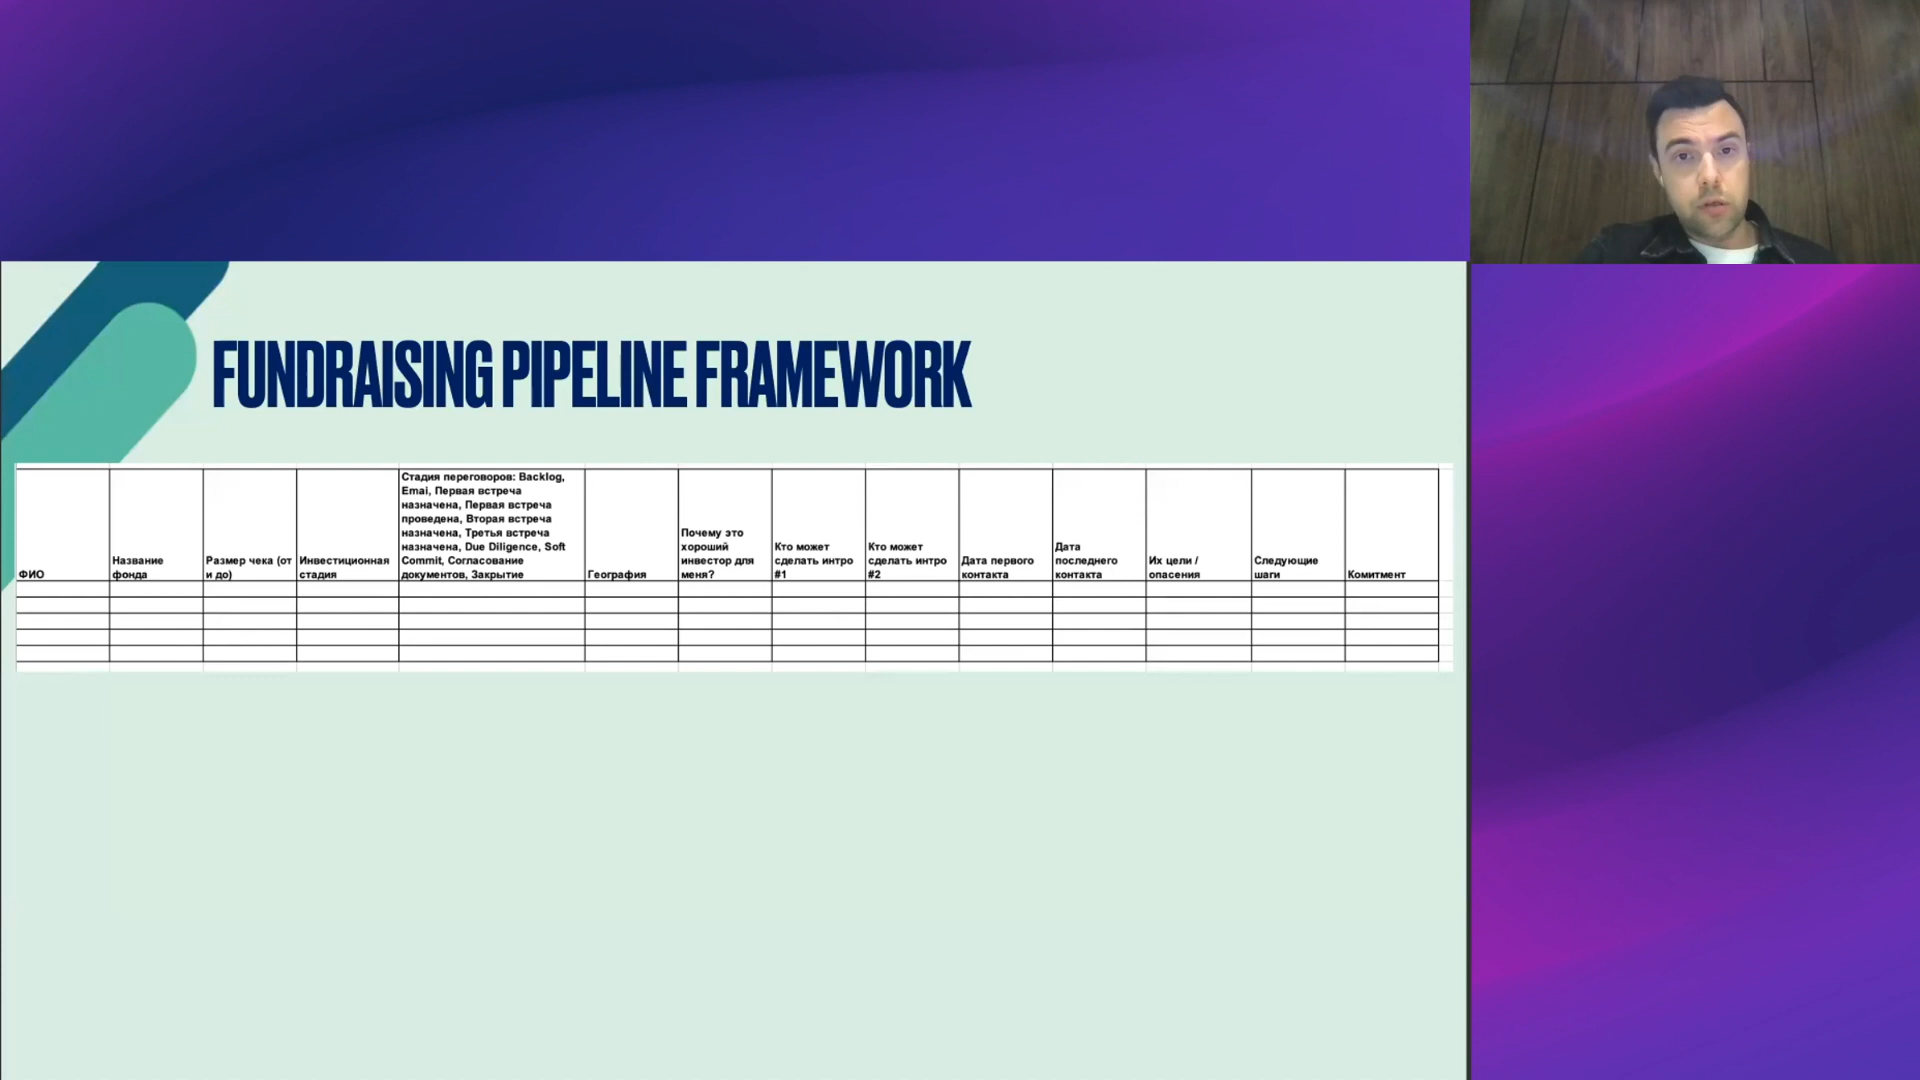 FUNDRAISING PIPELINE FRAMEWORK
ФИО
Название
фонда
Размер чека (от
и до)
Инвестиционная
стадия
Стадия переговоров: Backlog,
Emai, Первая встреча
назначена, Первая встреча
проведена, Вторая встреча
назначена, Третья встреча
назначена, Due Diligence, Soft
Commit, Согласование
документов, Закрытие
География
Почему это
хороший
инвестор для
меня?
Кто может
сделать интро
#1
Кто может
сделать интро
#2
Дата первого
контакта
Дата
последнего
контакта
Их цели /
опасения
Следующие
шаги
Комитмент